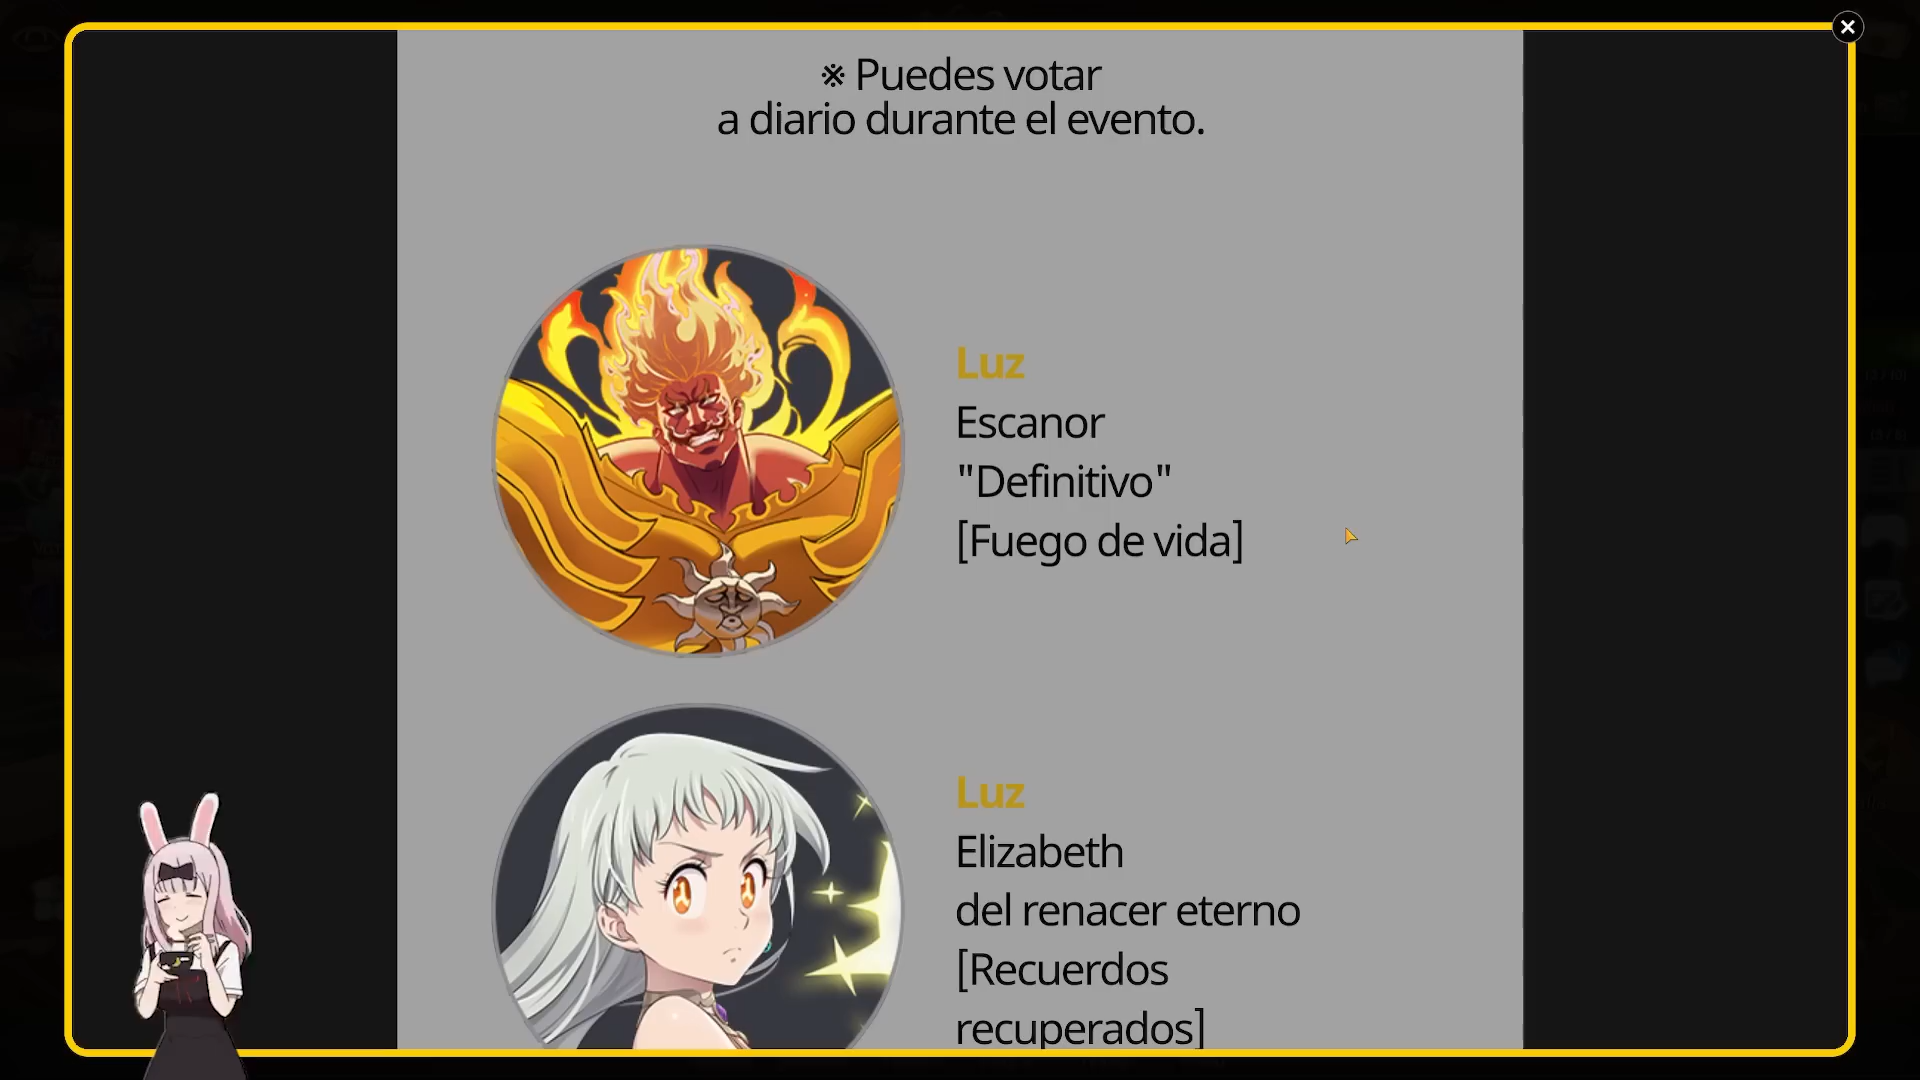 ※ Puedes votar
a diario durante el evento.
Luz
Escanor
"Definitivo"
[Fuego de vida]
Luz
Elizabeth
del renacer eterno
[Recuerdos
recuperados]